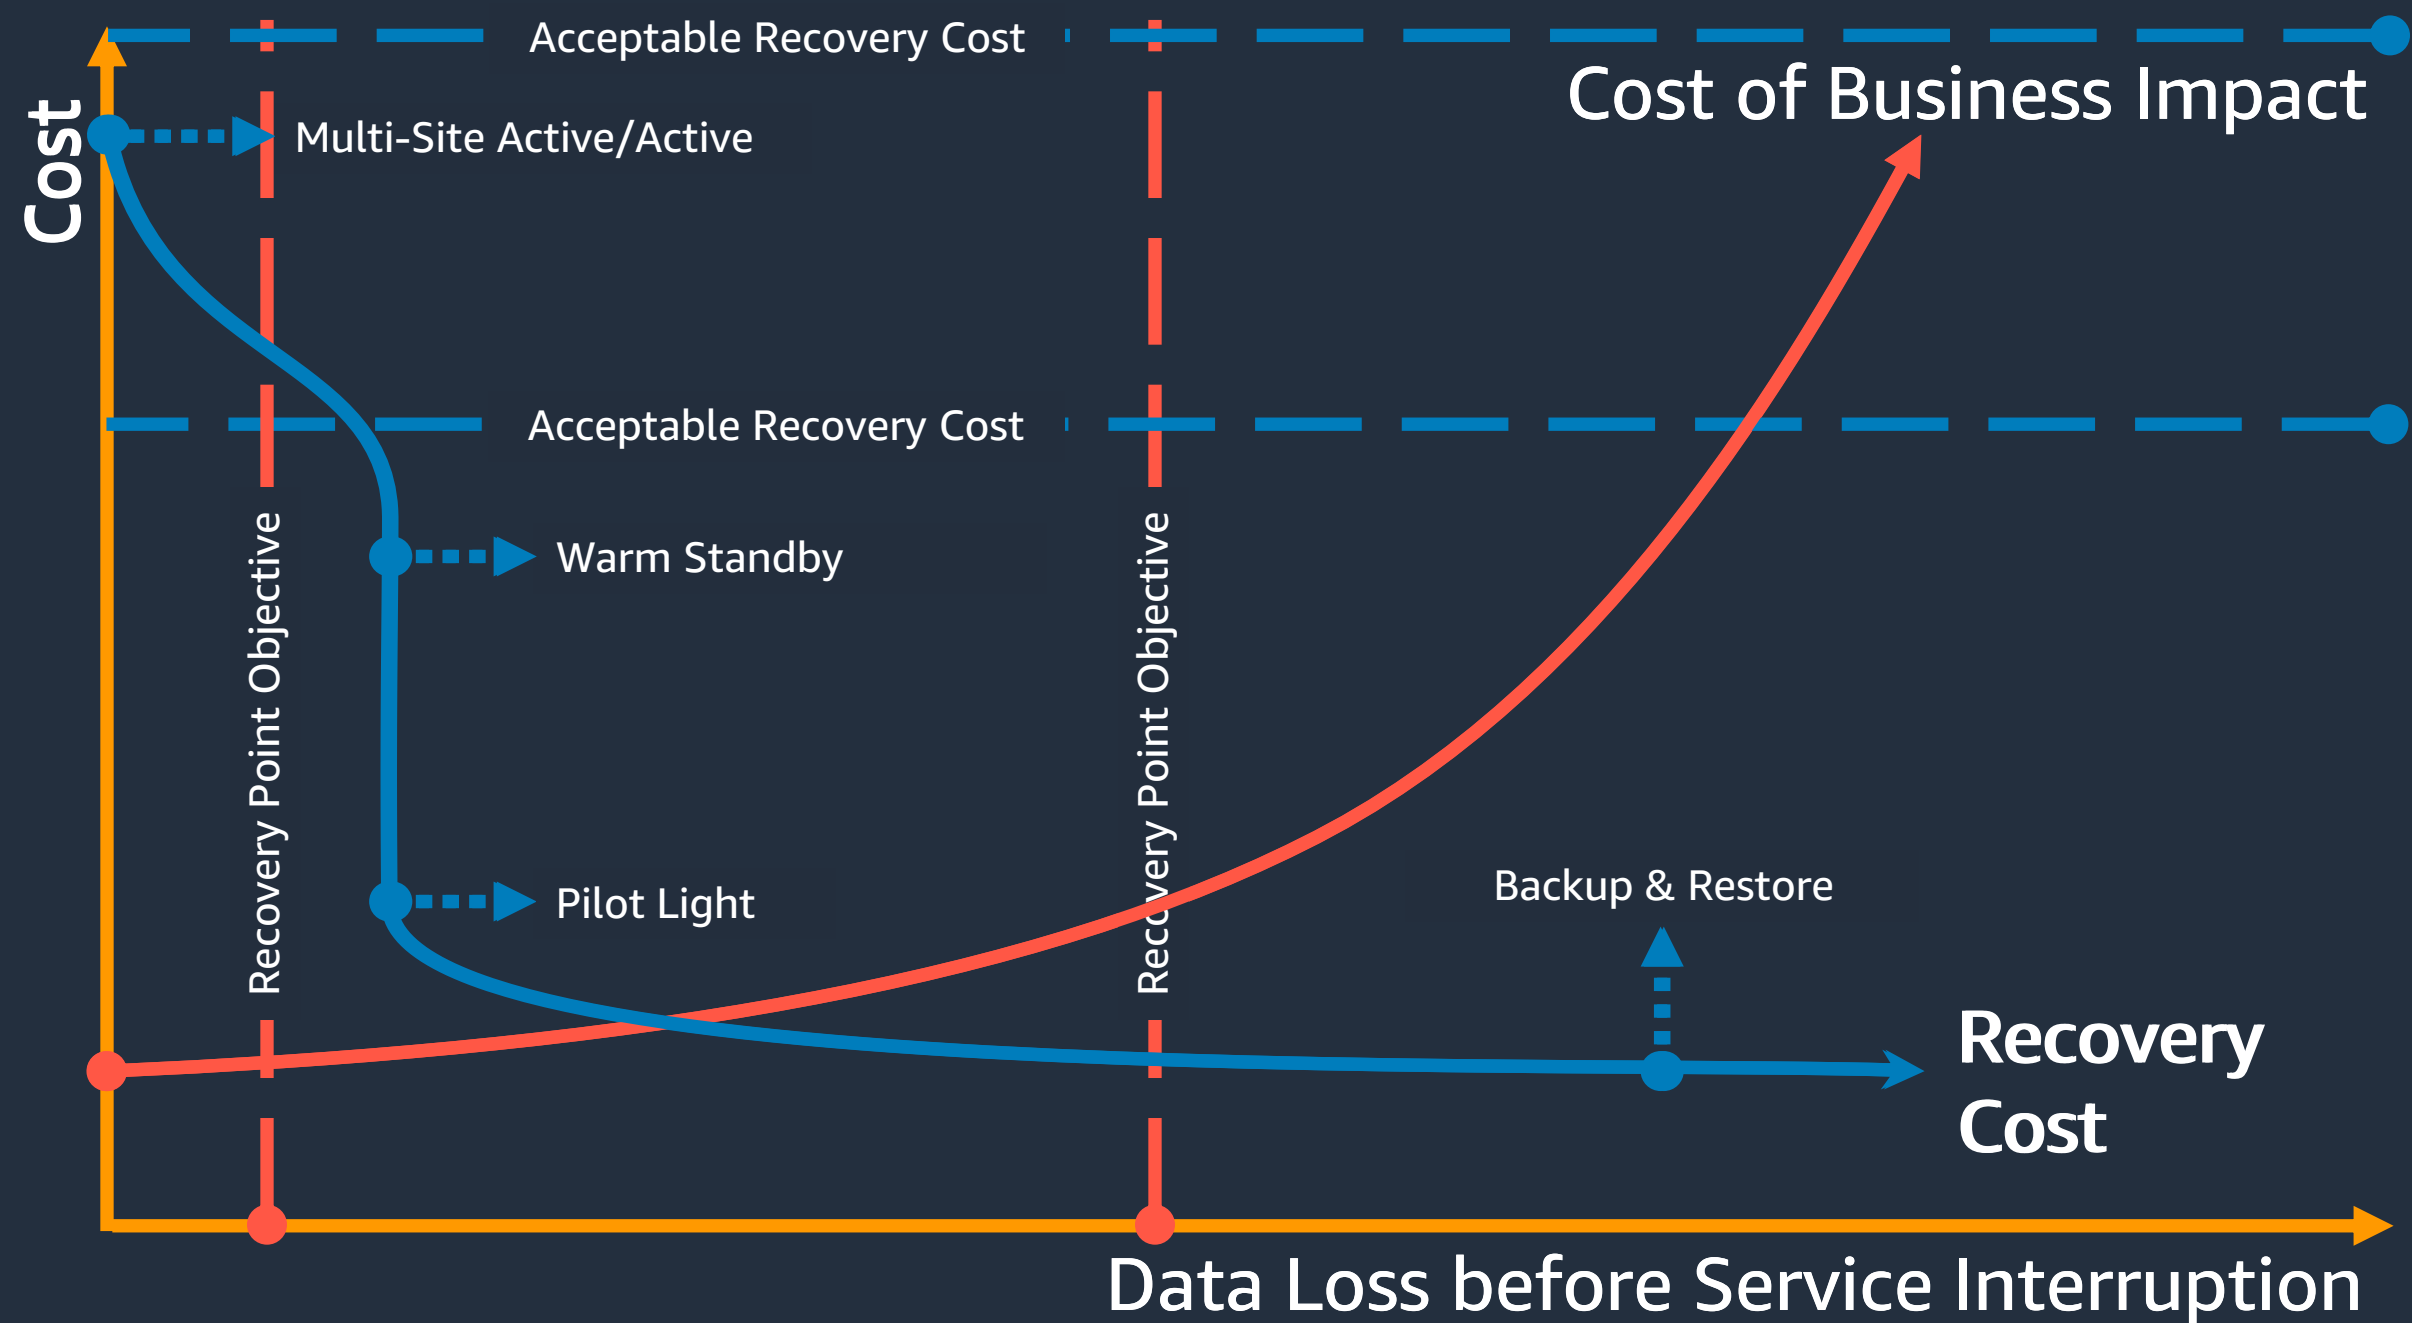 Acceptable Recovery Cost
Cost of Business Impact
Cost
Multi-Site Active/Active
Acceptable Recovery Cost
Recovery Point Objective
Recovery Point Objective
Warm Standby
Pilot Light
Backup & Restore
Recovery
Cost
Data Loss before Service Interruption